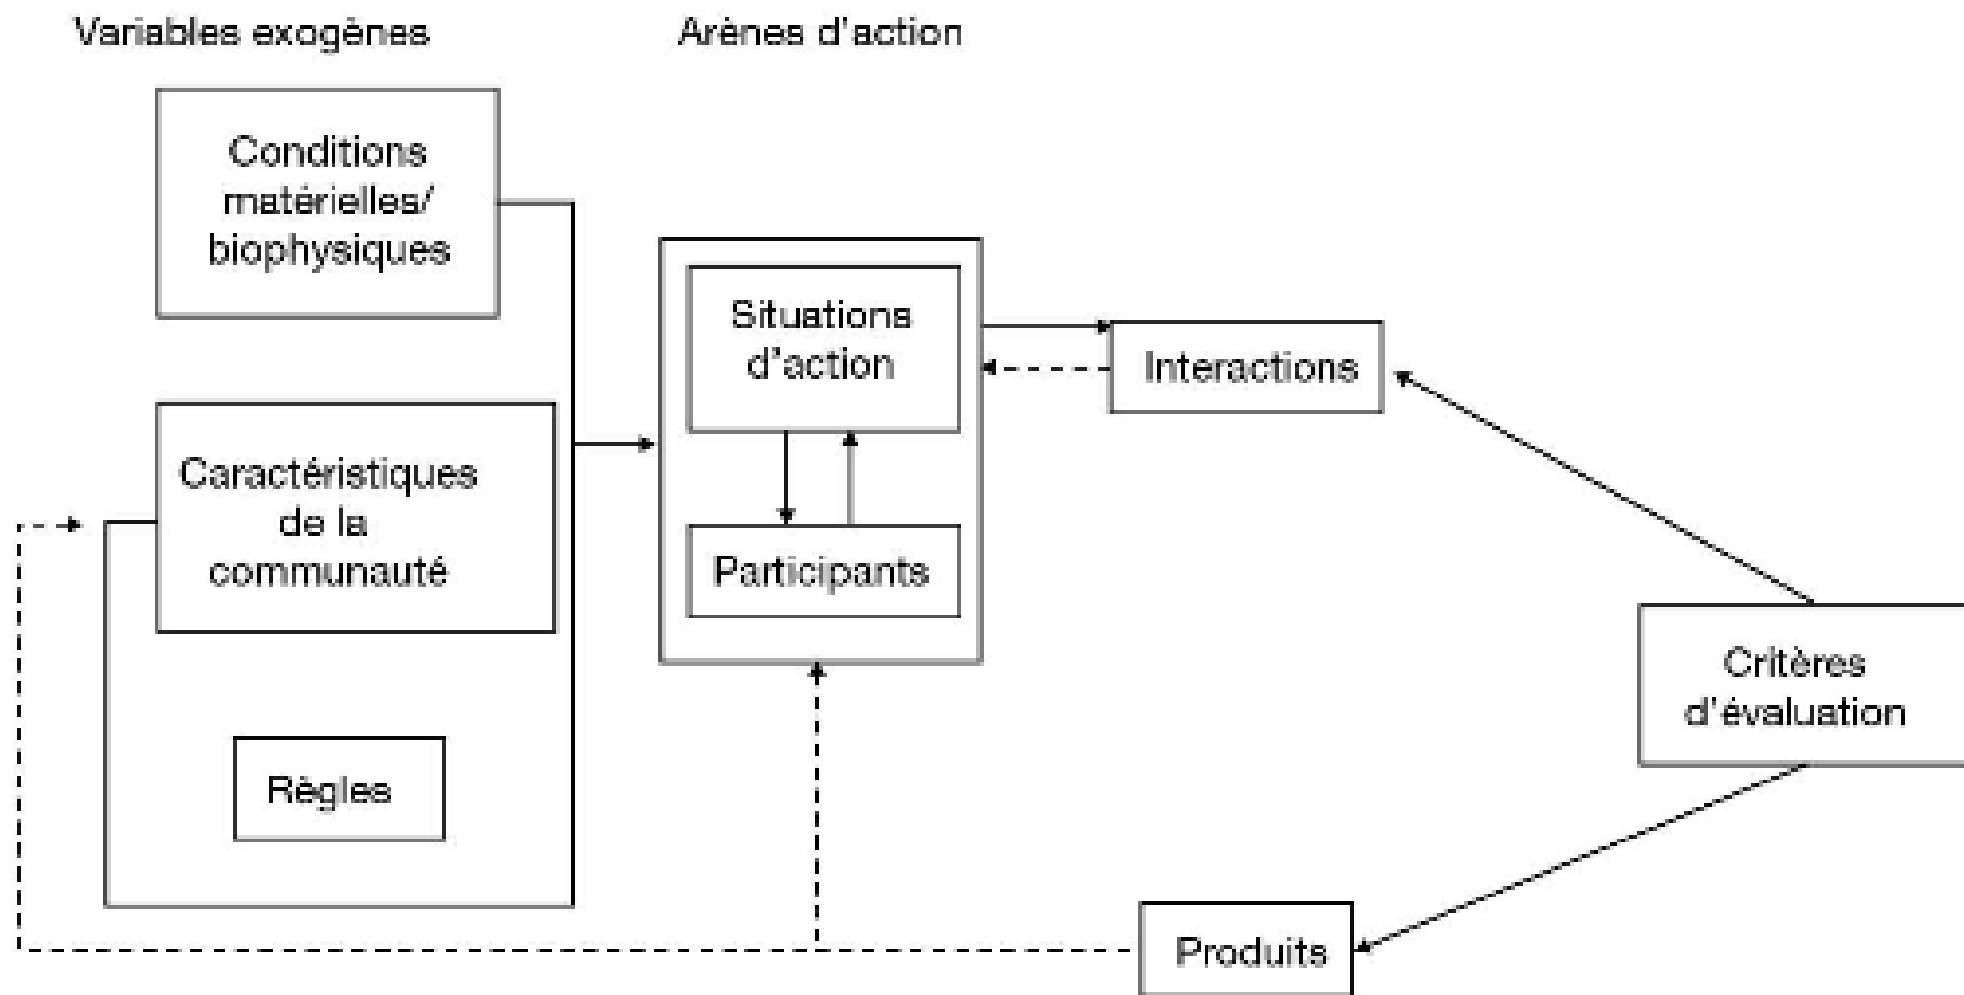 Variables exogènes
Arènes d'action
Conditions
matérielles/
biophysiques
Situations
d'action
Interactions
Caractéristiques
de la
communauté
Participants
Critères
d'évaluation
Règles
Produits